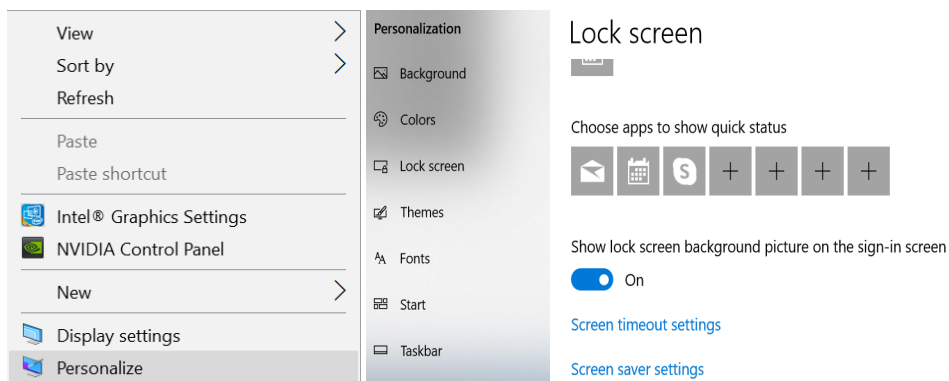 View
Sort by
Refresh
Paste
Paste shortcut
Intel® Graphics Settings
NVIDIA Control Panel
New
Display settings
Personalize
Personalization
Background
Colors
Lock screen
Themes
Fonts
Start
Taskbar
Lock screen
Choose apps to show quick status
Show lock screen background picture on the sign-in screen
On
Screen timeout settings
Screen saver settings